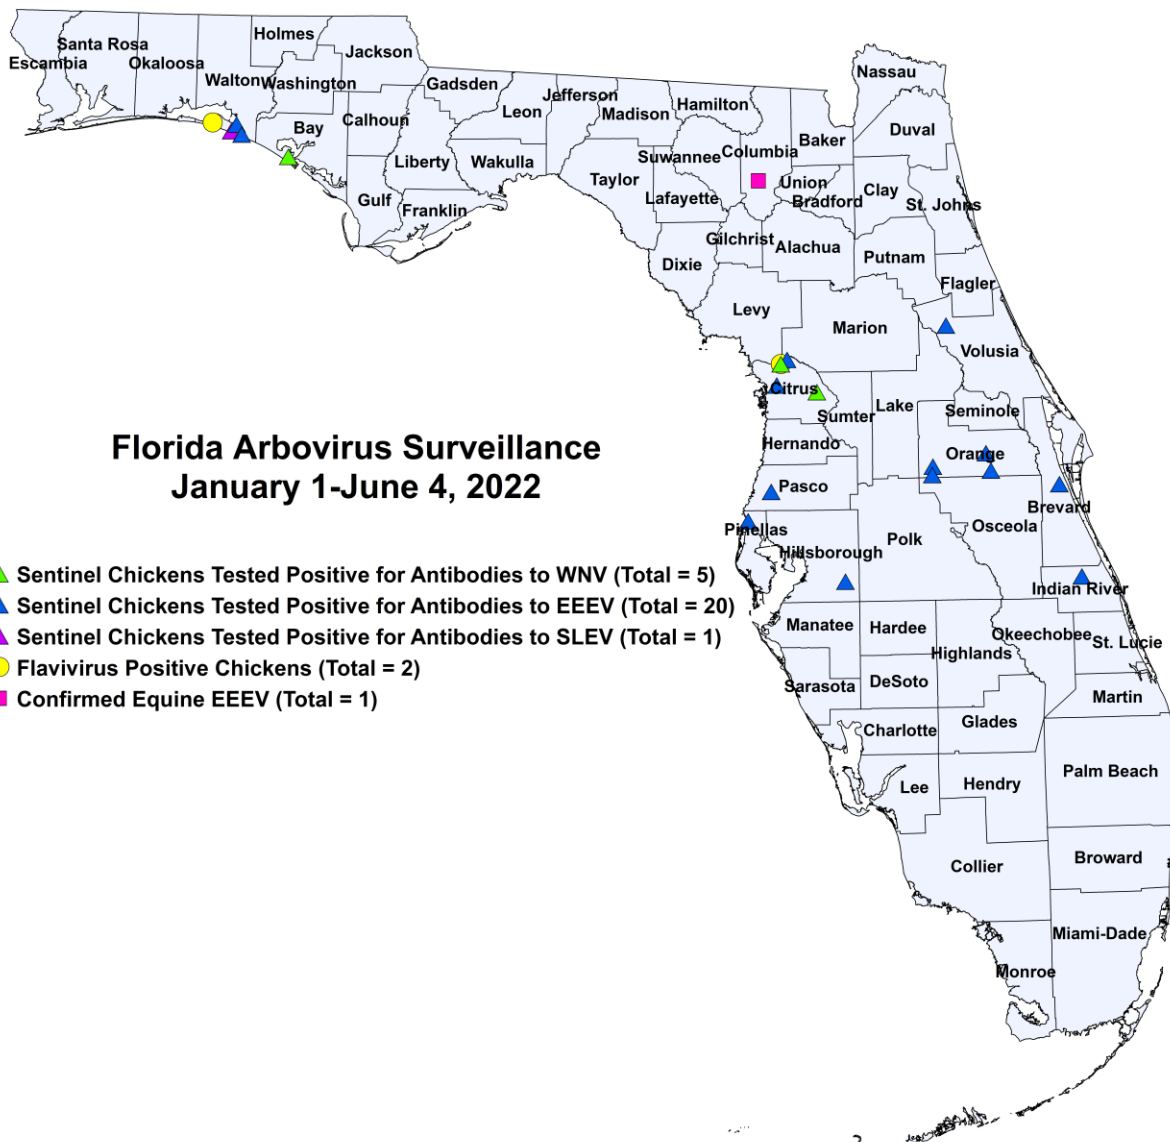 Holmes
Santa Rosa
Jackson
Escambia
Okaloosa
Walton
Washington
Gadsden
Jefferson
Leon
Madison
Hamilton
Nassau
Bay
Calhoun
Liberty
Wakulla
Suwannee
Columbia
Baker
Duval
Taylor
Lafayette
Union
Bradford
Clay
St. Johns
Gulf
Franklin
Gilchrist
Alachua
Putnam
Dixie
Flagler
Levy
Marion
Volusia
Citrus
Sumter
Lake
Seminole
Hernando
Orange
Pasco
Brevard
Pinellas
Hillsborough
Polk
Osceola
Indian River
Manatee
Hardee
Okeechobee
St. Lucie
Highlands
Sarasota
DeSoto
Martin
Charlotte
Glades
Palm Beach
Lee
Hendry
Collier
Broward
Miami-Dade
Monroe
Florida Arbovirus Surveillance
January 1-June 4, 2022
Sentinel Chickens Tested Positive for Antibodies to WNV (Total = 5)
Sentinel Chickens Tested Positive for Antibodies to EEEV (Total = 20)
Sentinel Chickens Tested Positive for Antibodies to SLEV (Total = 1)
Flavivirus Positive Chickens (Total = 2)
Confirmed Equine EEEV (Total = 1)